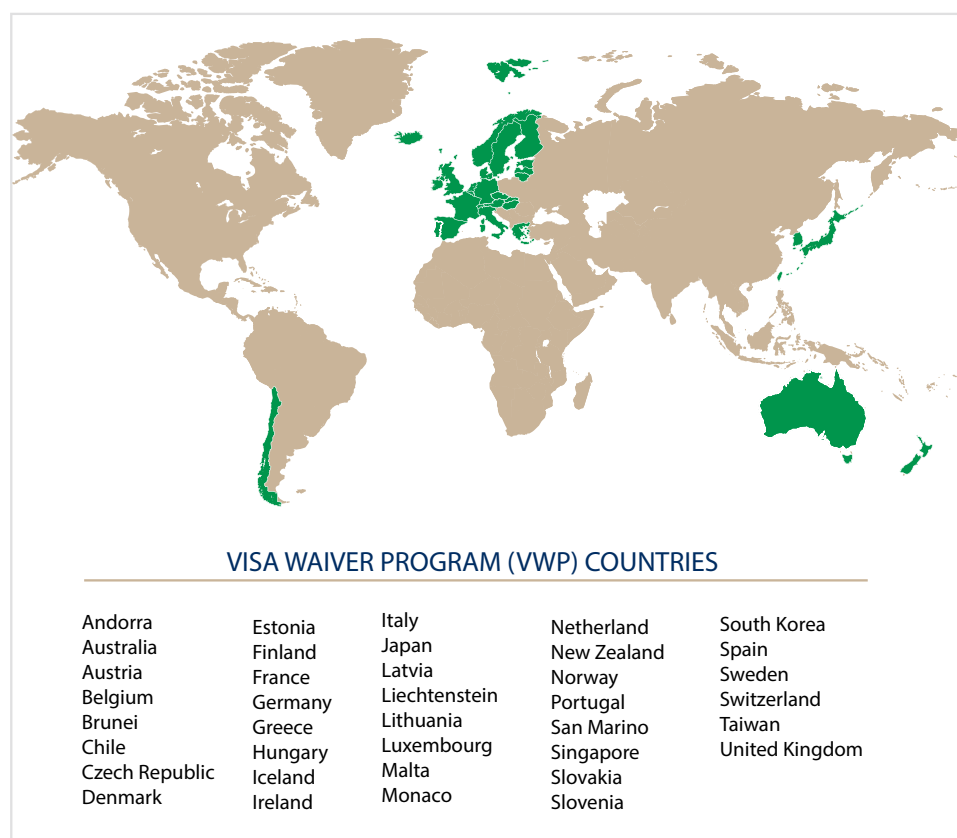 VISA WAIVER PROGRAM (VWP) COUNTRIES
Andorra
Australia
Austria
Belgium
Brunei
Chile
Czech Republic
Denmark
Estonia
Finland
France
Germany
Greece
Hungary
Iceland
Ireland
Italy
Japan
Latvia
Liechtenstein
Lithuania
Luxembourg
Malta
Monaco
Netherland
New Zealand
Norway
Portugal
San Marino
Singapore
Slovakia
Slovenia
South Korea
Spain
Sweden
Switzerland
Taiwan
United Kingdom